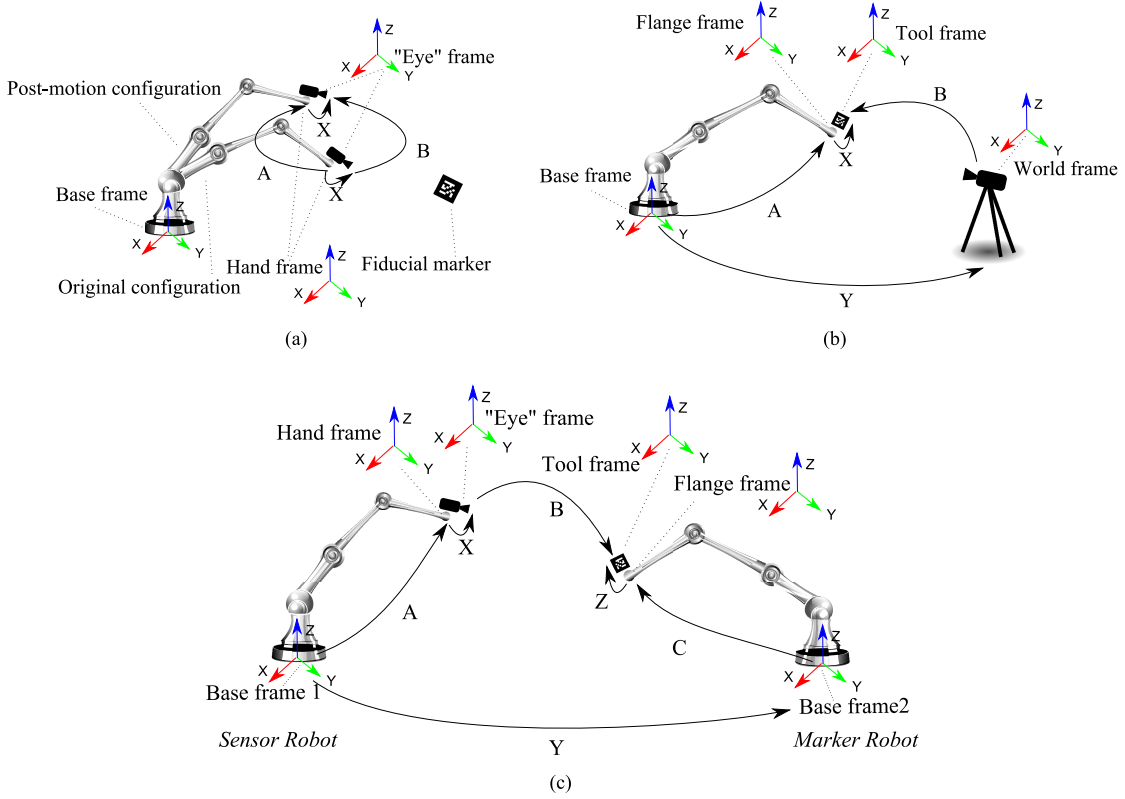 Z
X
Y
"Eye" frame
Post-motion configuration
X
B
A
X
Base frame
Z
X
Y
Hand frame
Z
X
Y
Fiducial marker
Original configuration
(a)
Flange frame
Z
X
Y
Z
X
Y
Tool frame
B
Z
X
Y
X
World frame
Base frame
Z
X
Y
A
Y
(b)
Hand frame
Z
X
Y
Z
X
Y
"Eye" frame
Z
X
Y
Tool frame
Flange frame
Z
X
Y
B
X
A
Z
C
Z
X
Y
Base frame 1
Z
X
Y
Base frame2
Sensor Robot
Y
Marker Robot
(c)